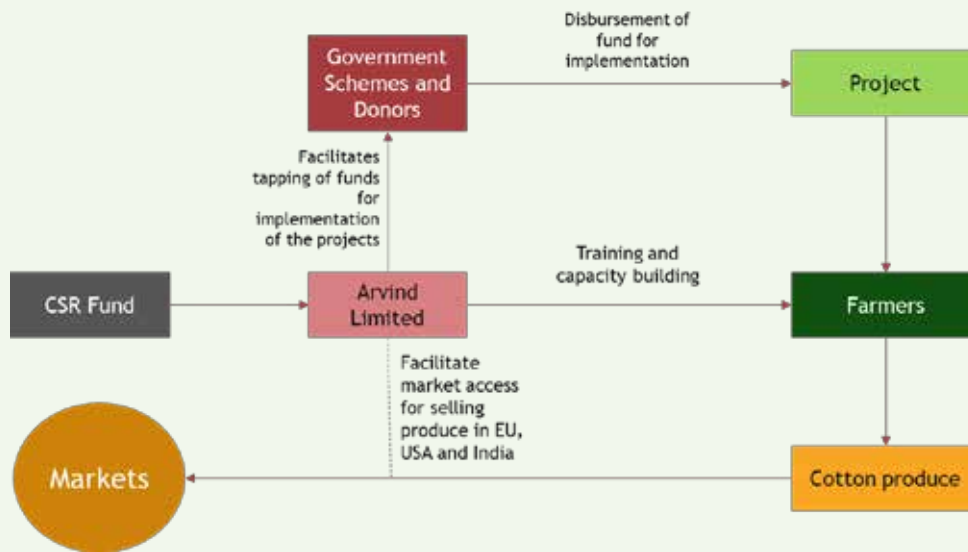 Disbursement of
fund for
implementation
Government
Schemes and
Donors
Project
Facilitates
tapping of funds
for
implementation
of the projects
Training and
capacity building
CSR Fund
Arvind
Limited
Farmers
Facilitate
market access
for selling
produce in EU,
USA and India
Markets
Cotton produce